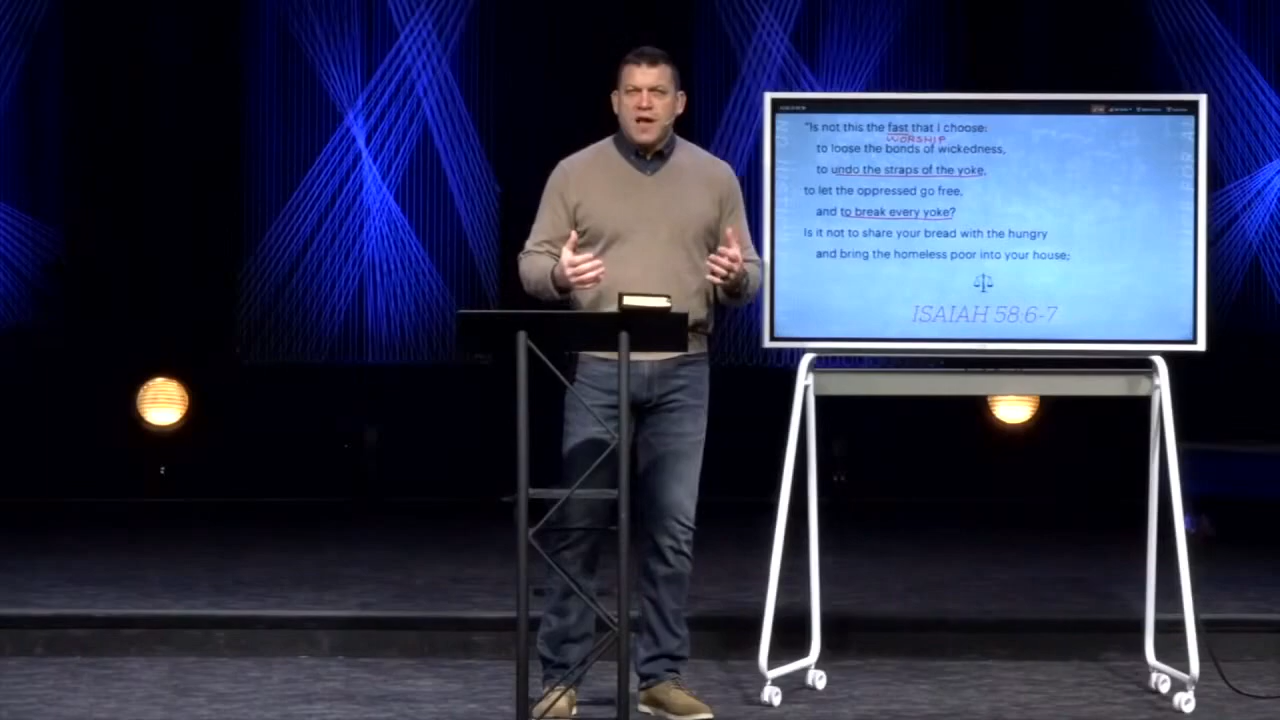 "Is not this the fast that I choose:
WORSHIP
to loose the bonds of wickedness,
to undo the straps of the yoke,
to let the oppressed go free,
and to break every yoke?
Is it not to share your bread with the hungry
and bring the homeless poor into your house;
ISAIAH 58:6-7